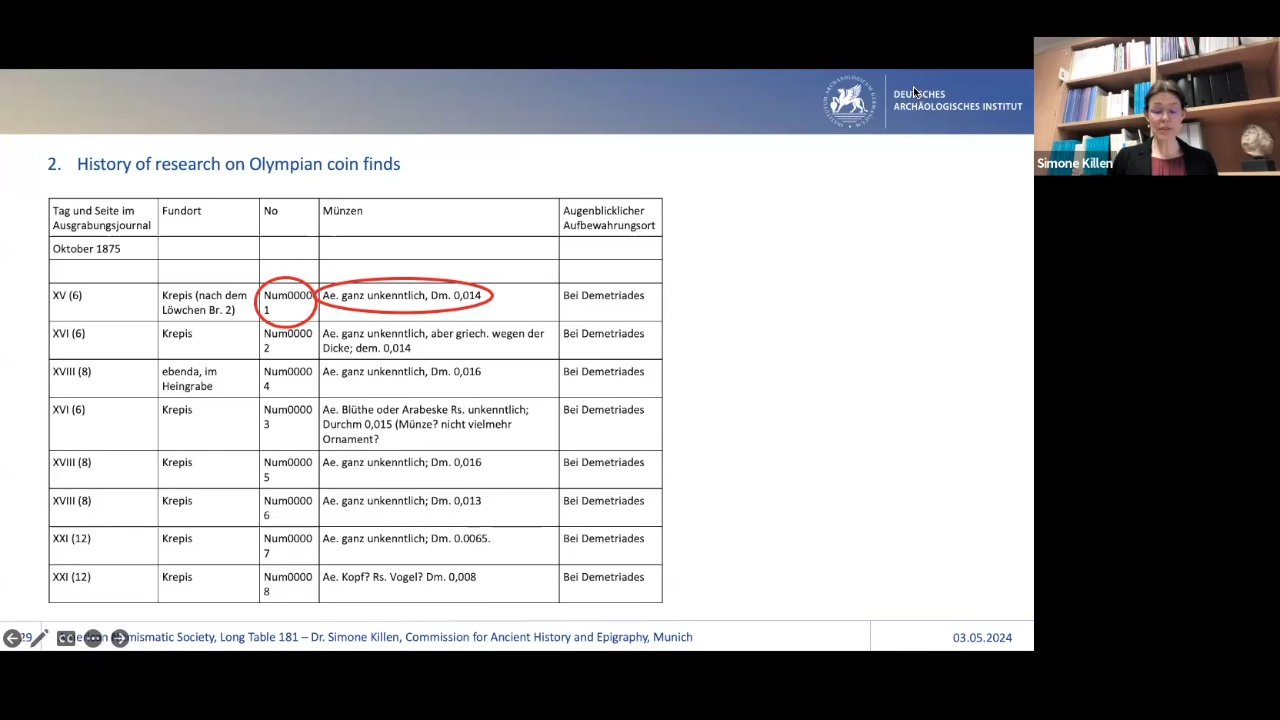 DEUTSCHES
ARCHÄOLOGISCHES INSTITUT
Simone Killen
2. History of research on Olympian coin finds
Tag und Seite im
Ausgrabungsjournal
Fundort
No
Münzen
Augenblicklicher
Aufbewahrungsort
Oktober 1875
XV (6)
Krepis (nach dem
Löwchen Br. 2)
Num0000
1
Ae. ganz unkenntlich, Dm. 0,014
Bei Demetriades
XVI (6)
Krepis
Num0000
2
Ae. ganz unkenntlich, aber griech. wegen der
Dicke; dem. 0,014
Bei Demetriades
XVIII (8)
ebenda, im
Heingrabe
Num0000
4
Ae. ganz unkenntlich, Dm. 0,016
Bei Demetriades
XVI (6)
Krepis
Num0000
3
Ae. Blüthe oder Arabeske Rs. unkenntlich;
Durchm 0,015 (Münze? nicht vielmehr
Ornament?
Bei Demetriades
XVIII (8)
Krepis
Num0000
5
Ae. ganz unkenntlich; Dm. 0,016
Bei Demetriades
XVIII (8)
Krepis
Num0000
6
Ae. ganz unkenntlich; Dm. 0,013
Bei Demetriades
XXI (12)
Krepis
Num0000
7
Ae. ganz unkenntlich; Dm. 0.0065.
Bei Demetriades
XXI (12)
Krepis
Num0000
8
Ae. Kopf? Rs. Vogel? Dm. 0,008
Bei Demetriades
29
Society, Long Table 181 – Dr. Simone Killen, Commission for Ancient History and Epigraphy, Munich
03.05.2024